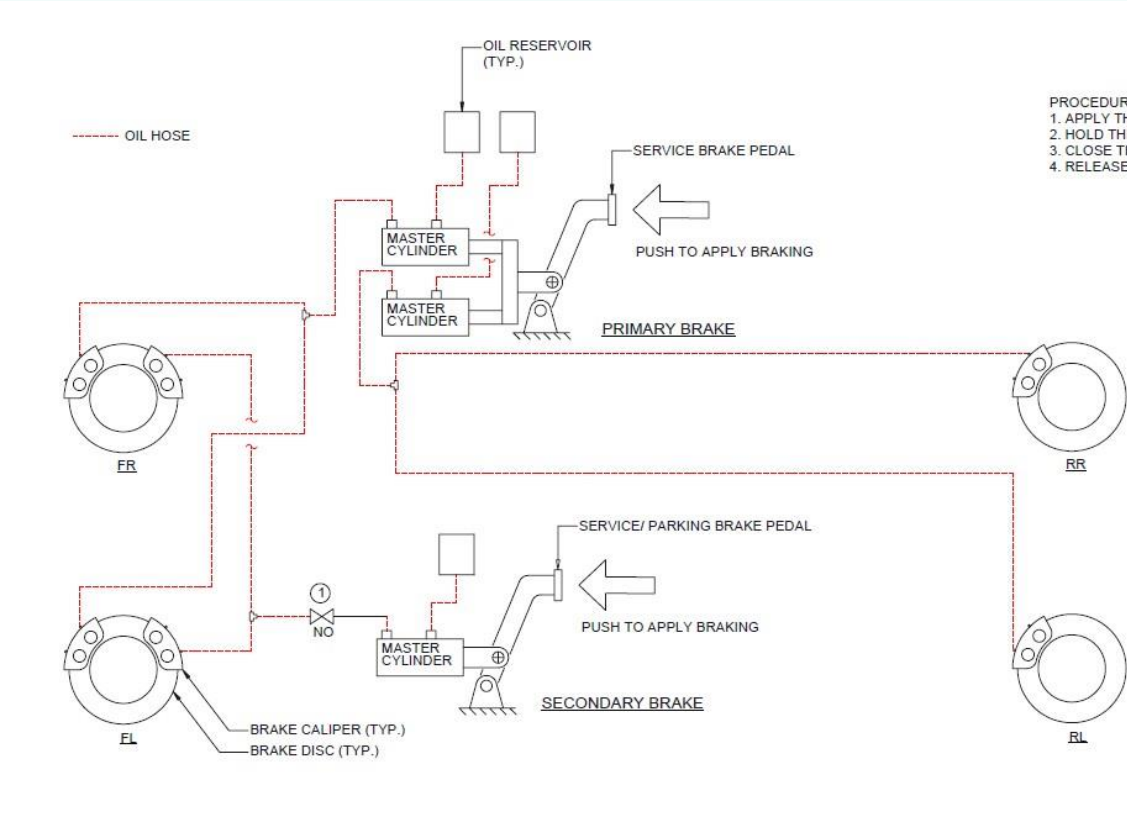 OIL RESERVOIR
(TYP.)
OIL HOSE
PROCEDUR
1. APPLY TH
2. HOLD THE
3. CLOSE TH
4. RELEASE
SERVICE BRAKE PEDAL
MASTER
CYLINDER
PUSH TO APPLY BRAKING
MASTER
CYLINDER
PRIMARY BRAKE
FR
RR
SERVICE/ PARKING BRAKE PEDAL
1
NO
PUSH TO APPLY BRAKING
MASTER
CYLINDER
SECONDARY BRAKE
BRAKE CALIPER (TYP.)
BRAKE DISC (TYP.)
FL
RL